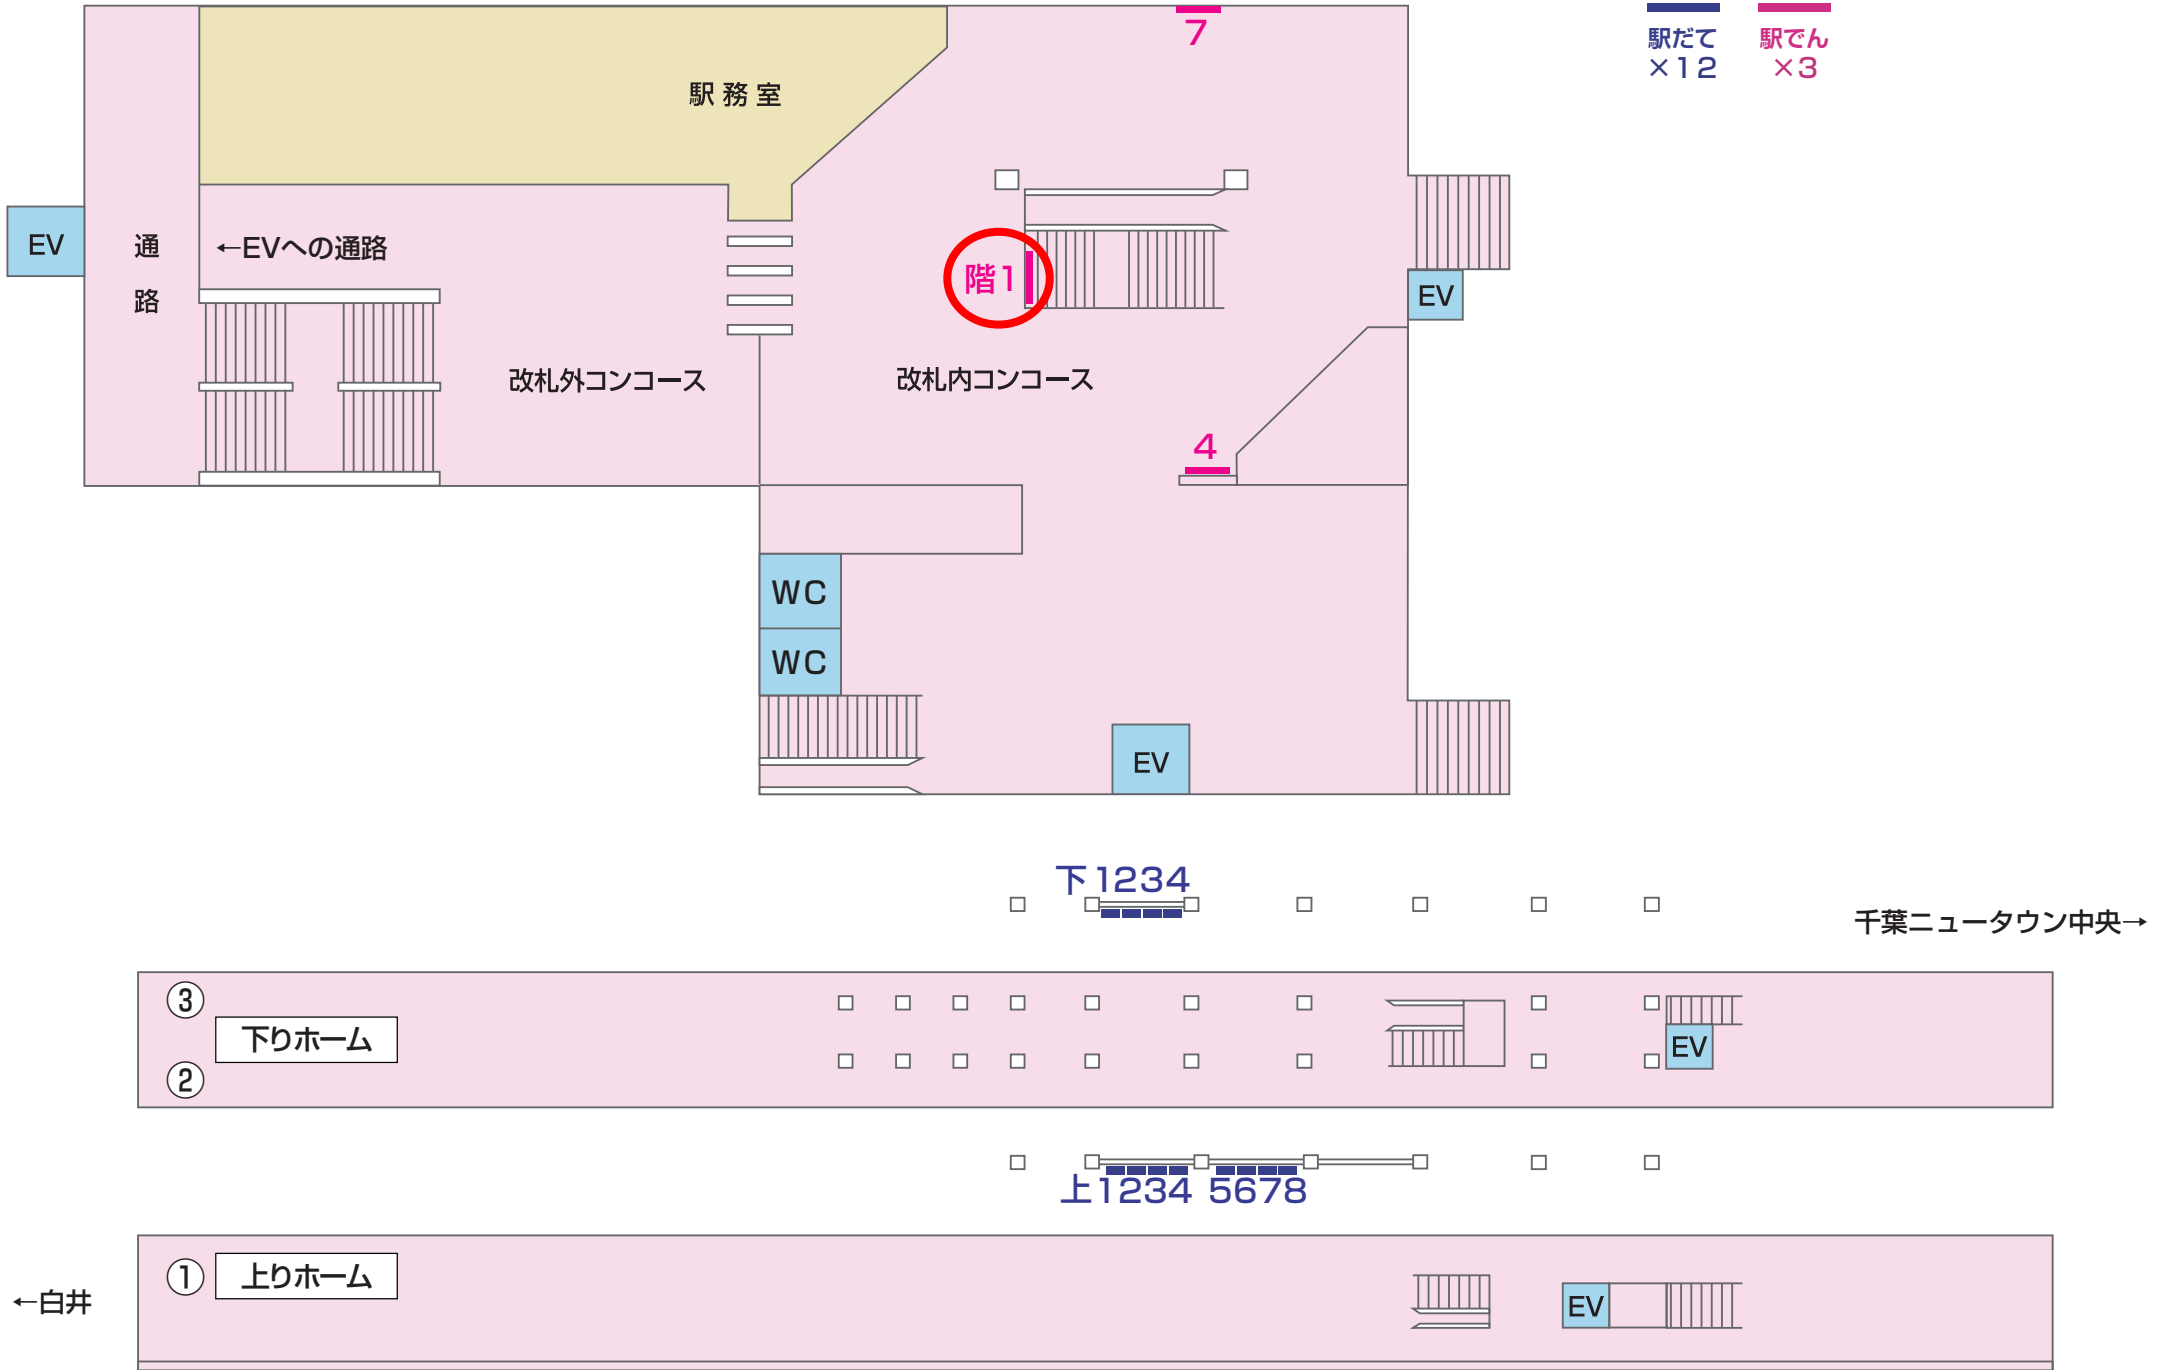 7
駅だて
×12
駅でん
×3
駅務室
EV
通路
←EVへの通路
階1
EV
改札外コンコース
改札内コンコース
4
WC
WC
EV
下1234
千葉ニュータウン中央→
③
下りホーム
②
EV
上1234 5678
①
上りホーム
←白井
EV